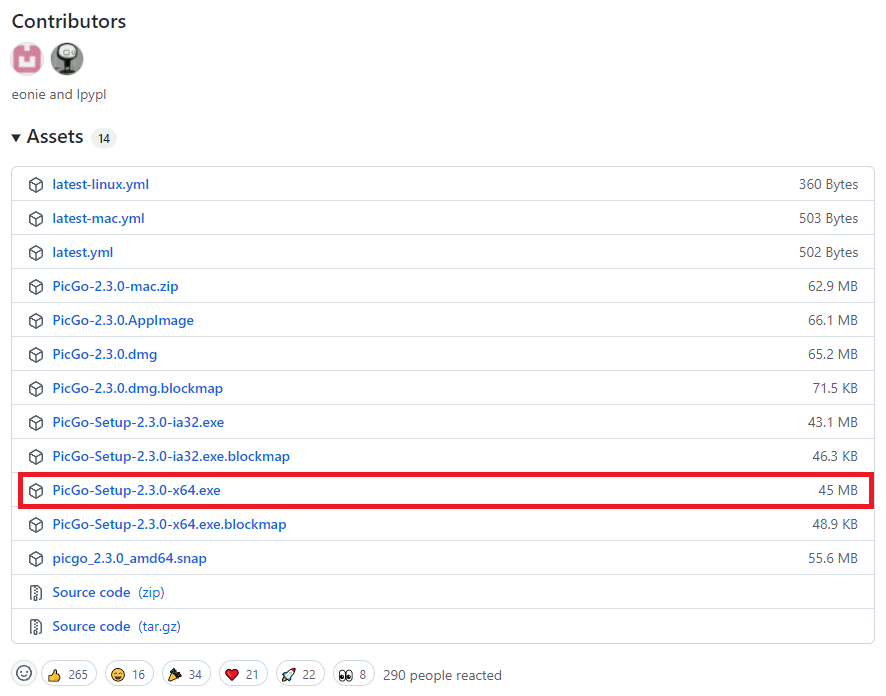 Contributors
eonie and lpypl
Assets 14
latest-linux.yml 360 Bytes
latest-mac.yml 503 Bytes
latest.yml 502 Bytes
PicGo-2.3.0-mac.zip 62.9 MB
PicGo-2.3.0.AppImage 66.1 MB
PicGo-2.3.0.dmg 65.2 MB
PicGo-2.3.0.dmg.blockmap 71.5 KB
PicGo-Setup-2.3.0-ia32.exe 43.1 MB
PicGo-Setup-2.3.0-ia32.exe.blockmap 46.3 KB
PicGo-Setup-2.3.0-x64.exe 45 MB
PicGo-Setup-2.3.0-x64.exe.blockmap 48.9 KB
picgo_2.3.0_amd64.snap 55.6 MB
Source code (zip)
Source code (tar.gz)
265 16 34 21 22 8 290 people reacted